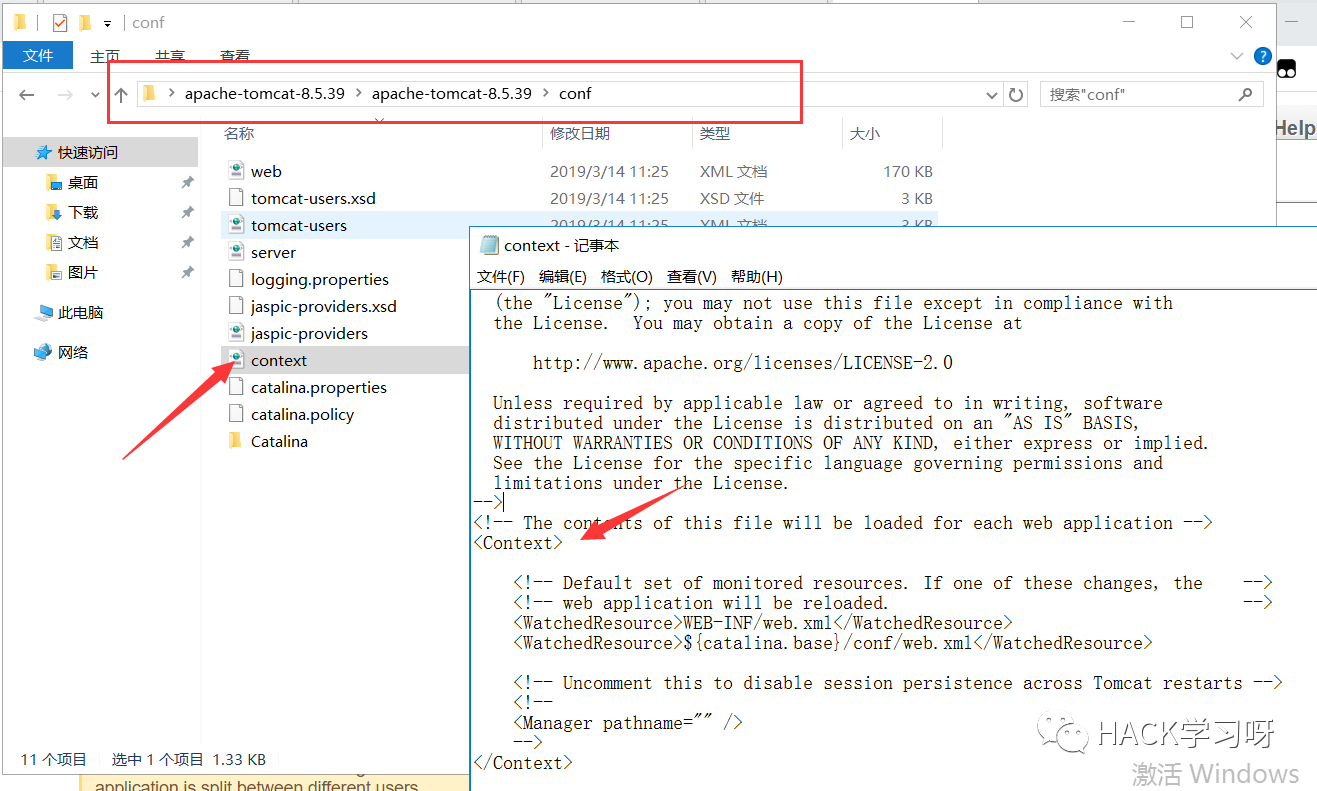 conf
文件 主页 共享 查看
apache-tomcat-8.5.39 apache-tomcat-8.5.39 conf
搜索"conf"
Help
名称 修改日期 类型 大小
快速访问
桌面
下载
文档
图片
此电脑
网络
web 2019/3/14 11:25 XML 文档 170 KB
tomcat-users.xsd 2019/3/14 11:25 XSD 文件 3 KB
tomcat-users 2019/3/14 11:25 XML 文档 3 KB
server
logging.properties
jaspic-providers.xsd
jaspic-providers
context
catalina.properties
catalina.policy
Catalina
11 个项目 选中 1 个项目 1.33 KB
application is split between different users
context - 记事本
文件(F) 编辑(E) 格式(O) 查看(V) 帮助(H)
(the "License"); you may not use this file except in compliance with
the License.  You may obtain a copy of the License at
http://www.apache.org/licenses/LICENSE-2.0
Unless required by applicable law or agreed to in writing, software
distributed under the License is distributed on an "AS IS" BASIS,
WITHOUT WARRANTIES OR CONDITIONS OF ANY KIND, either express or implied.
See the License for the specific language governing permissions and
limitations under the License.
-->
<!-- The contents of this file will be loaded for each web application -->
<Context>
<!-- Default set of monitored resources. If one of these changes, the    -->
<!-- web application will be reloaded.                                   -->
<WatchedResource>WEB-INF/web.xml</WatchedResource>
<WatchedResource>${catalina.base}/conf/web.xml</WatchedResource>
<!-- Uncomment this to disable session persistence across Tomcat restarts -->
<!--
<Manager pathname="" />
-->
</Context>
HACK学习呀
激活 Windows